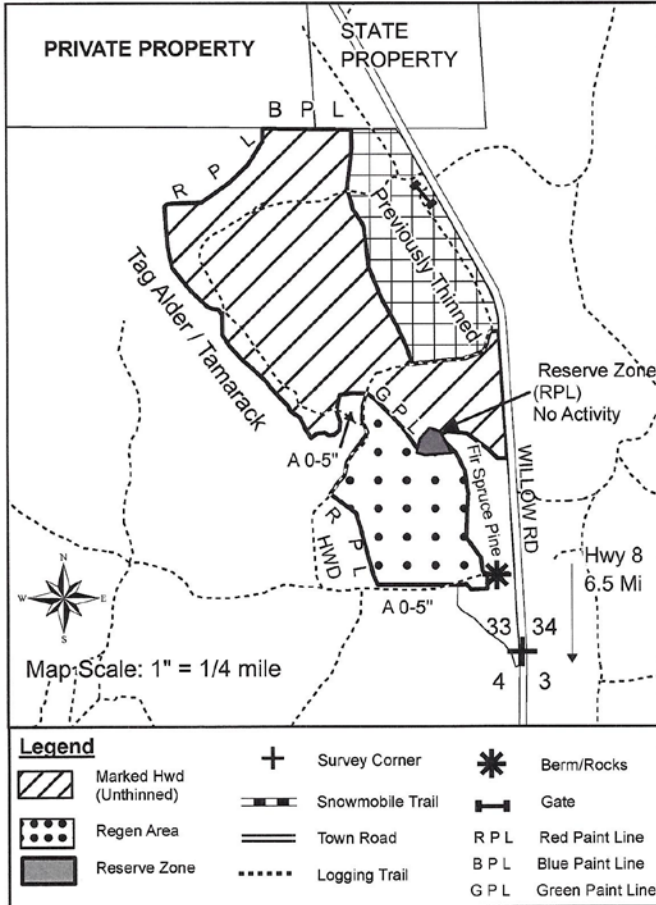 PRIVATE PROPERTY
STATE
PROPERTY
B P L
R P L
Previously Thinned
Tag Alder / Tamarack
Reserve Zone
(RPL)
No Activity
G P L
A 0-5"
WILLOW RD
Fir Spruce Pine
R P L
HWD
Hwy 8
6.5 Mi
A 0-5"
N
W E
S
33 34
4 3
Map Scale: 1" = 1/4 mile
Legend
Marked Hwd
(Unthinned)
Regen Area
Reserve Zone
Survey Corner
Snowmobile Trail
Town Road
Logging Trail
Berm/Rocks
Gate
R P L Red Paint Line
B P L Blue Paint Line
G P L Green Paint Line